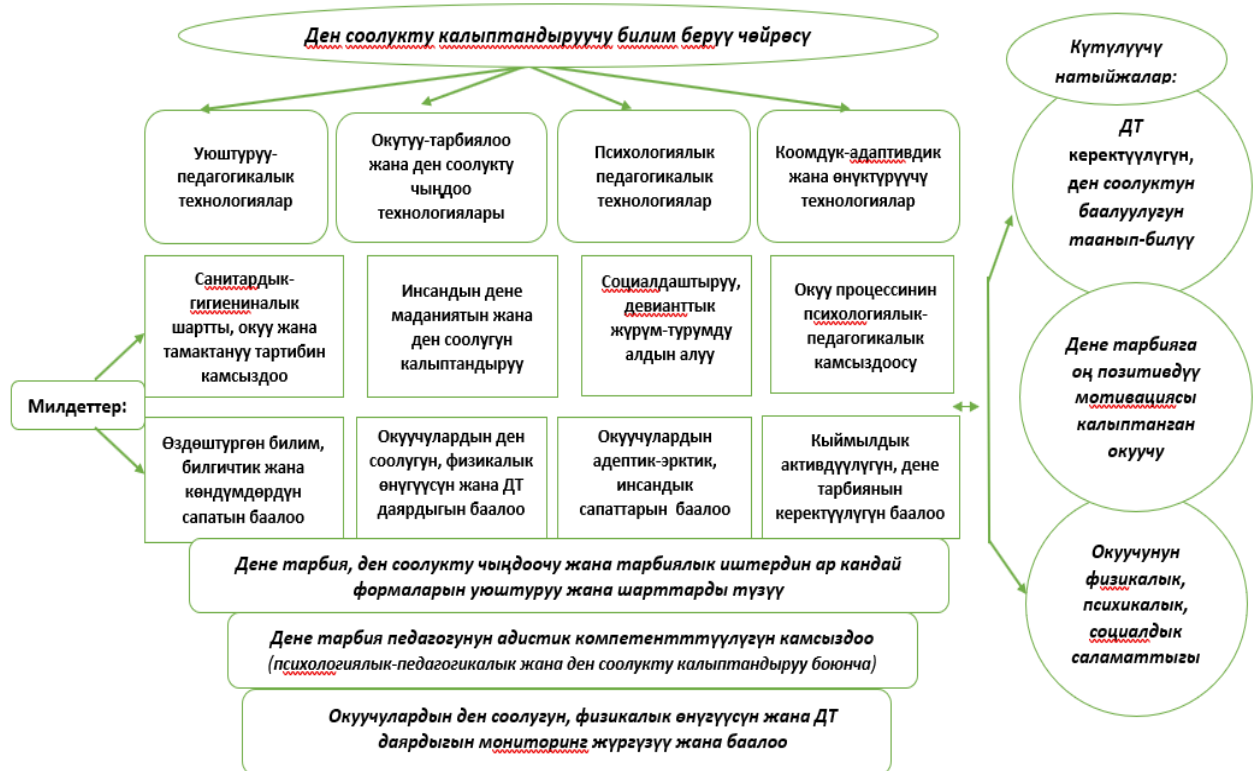 Ден соолукту калыптандыруучу билим берүү чөйрөсү
Уюштуруу-
педагогикалык
технологиялар
Окутуу-тарбиялоо
жана ден соолукту
чыңдоо
технологиялары
Психологиялык
педагогикалык
технологиялар
Коомдук-адаптивдик
жана өнүктүрүүчү
технологиялар
Милдеттер:
Санитардык-
гигиениналык
шартты, окуу жана
тамактануу тартибин
камсыздоо
Инсандын дене
маданиятын жана
ден соолугун
калыптандыруу
Социалдаштыруу,
девианттык
жүрүм-турумду
алдын алуу
Окуу процессинин
психологиялык-
педагогикалык
камсыздоосу
Өздөштургөн билим,
билгичтик жана
көндүмдөрдүн
сапатын баалоо
Окуучулардын ден
соолугун, физикалык
өнүгүүсүн жана ДТ
даярдыгын баалоо
Окуучулардын
адептик-эрктик,
инсандык
сапаттарын баалоо
Кыймылдык
активдүүлүгүн, дене
тарбиянын
керектүүлүгүн баалоо
Дене тарбия, ден соолукту чыңдоочу жана тарбиялык иштердин ар кандай
формаларын уюштуруу жана шарттарды түзүү
Дене тарбия педагогунун адистик компетентттүүлүгүн камсыздоо
(психологиялык-педагогикалык жана ден соолукту калыптандыруу боюнча)
Окуучулардын ден соолугун, физикалык өнүгүүсүн жана ДТ
даярдыгын мониторинг жүргүзүү жана баалоо
Күтүлүүчү
натыйжалар:
ДТ
керектүүлүгүн,
ден соолуктун
баалуулугун
таанып-билүү
Дене тарбияга
оң позитивдүү
мотивациясы
калыптанган
окуучу
Окуучунун
физикалык,
психикалык,
социалдык
саламаттыгы